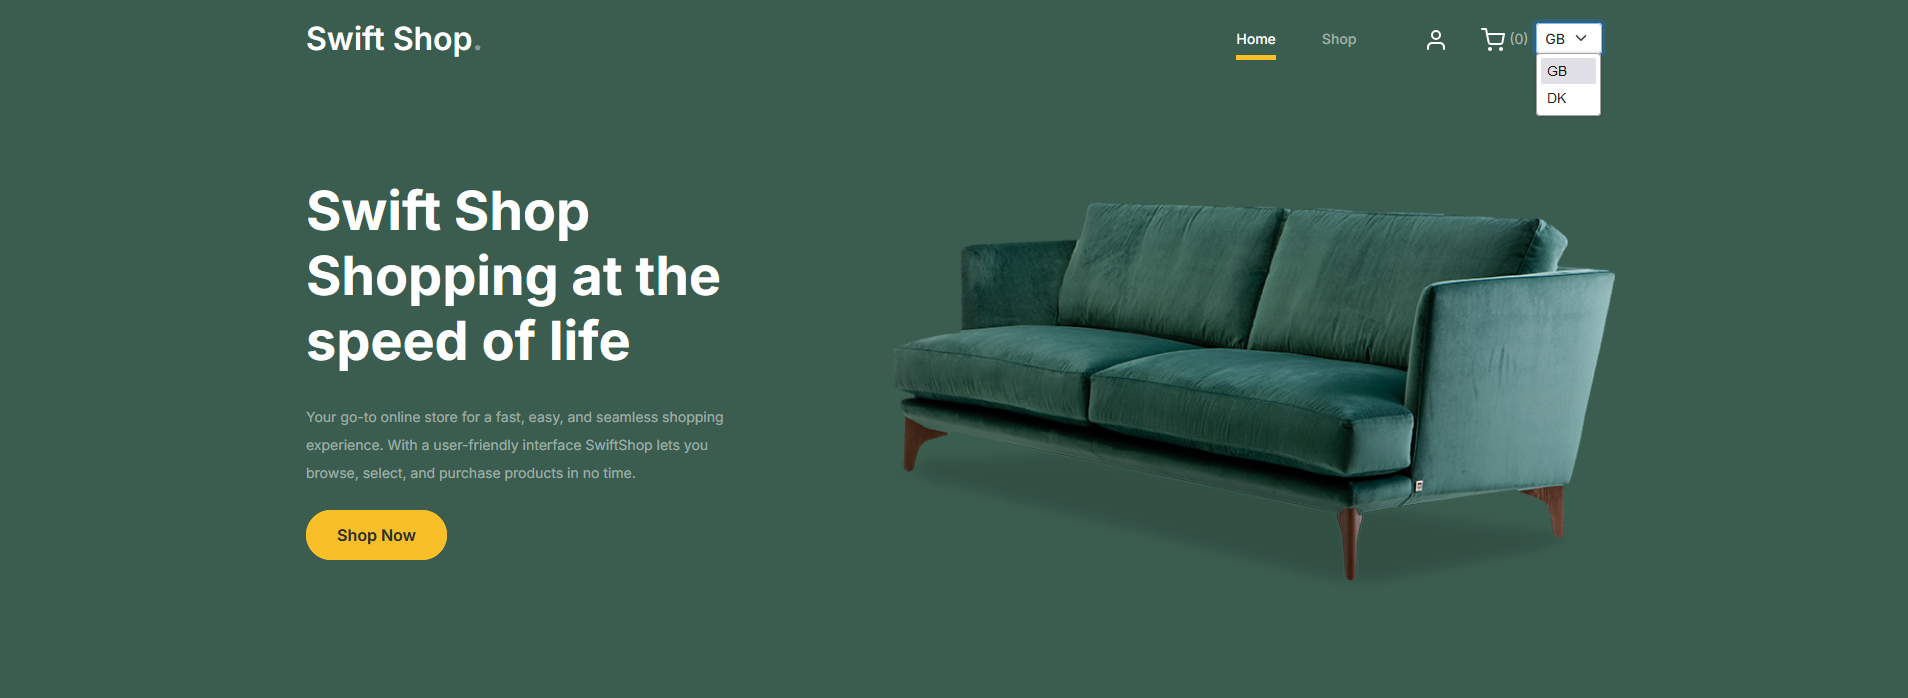 Swift Shop.
Home
Shop
(0)
GB
GB
DK
Swift Shop
Shopping at the
speed of life
Your go-to online store for a fast, easy, and seamless shopping
experience. With a user-friendly interface SwiftShop lets you
browse, select, and purchase products in no time.
Shop Now